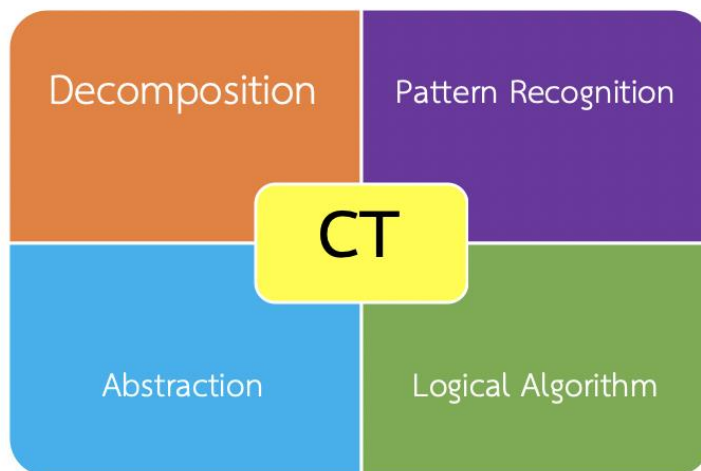 Decomposition
Pattern Recognition
CT
Abstraction
Logical Algorithm